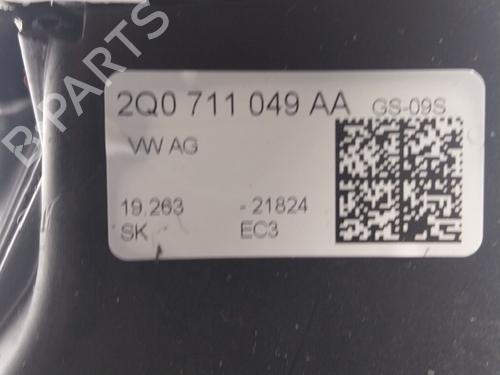 2Q0 711 049 AA GS-09S
VW AG
19.263 - 21824
SK EC3
B PARTS